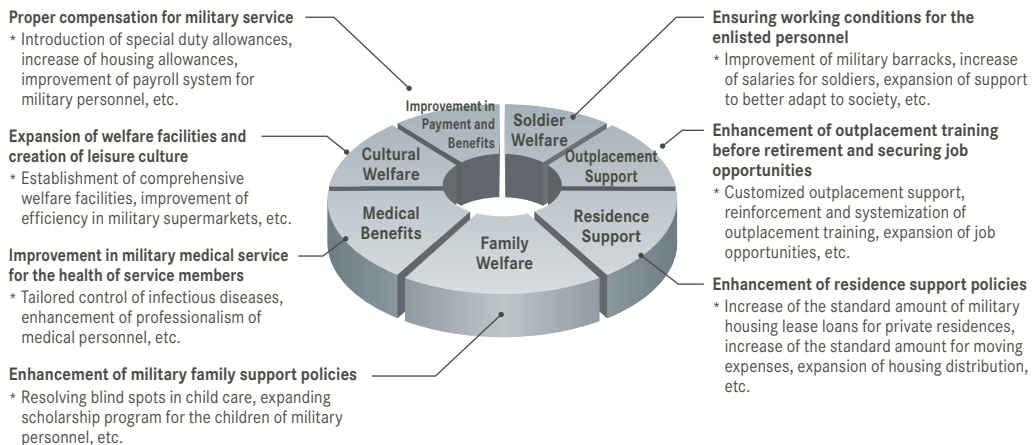 Proper compensation for military service
* Introduction of special duty allowances,
increase of housing allowances,
improvement of payroll system for
military personnel, etc.
Expansion of welfare facilities and
creation of leisure culture
* Establishment of comprehensive
welfare facilities, improvement of
efficiency in military supermarkets, etc.
Improvement in military medical service
for the health of service members
* Tailored control of infectious diseases,
enhancement of professionalism of
medical personnel, etc.
Enhancement of military family support policies
* Resolving blind spots in child care, expanding
scholarship program for the children of military
personnel, etc.
Improvement in
Payment and
Benefits
Soldier
Welfare
Cultural
Welfare
Outplacement
Support
Medical
Benefits
Residence
Support
Family
Welfare
Ensuring working conditions for the
enlisted personnel
* Improvement of military barracks, increase
of salaries for soldiers, expansion of support
to better adapt to society, etc.
Enhancement of outplacement training
before retirement and securing job
opportunities
* Customized outplacement support,
reinforcement and systemization of
outplacement training, expansion of job
opportunities, etc.
Enhancement of residence support policies
* Increase of the standard amount of military
housing lease loans for private residences,
increase of the standard amount for moving
expenses, expansion of housing distribution,
etc.